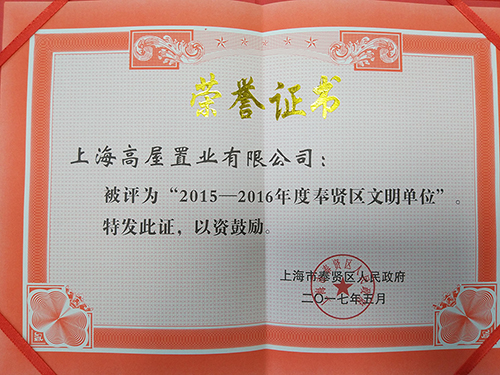 荣誉证书
上海高屋置业有限公司：
被评为“2015—2016年度奉贤区文明单位”。
特发此证，以资鼓励。
上海市奉贤区人民政府
二〇一七年五月